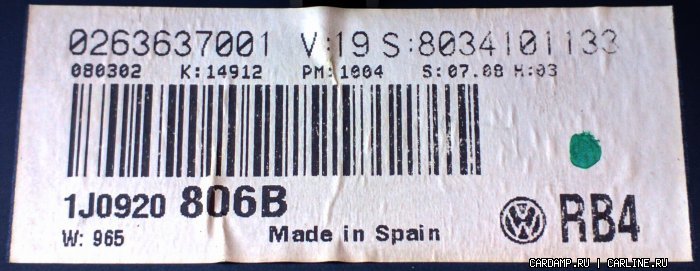 0263637001 V:19 S:8034101133
080302 K:14912 PM:1004 S:07.08 H:03
1J0920 806B
RB4
W: 965 Made in Spain
CARDAMP.RU | CARLINE.RU